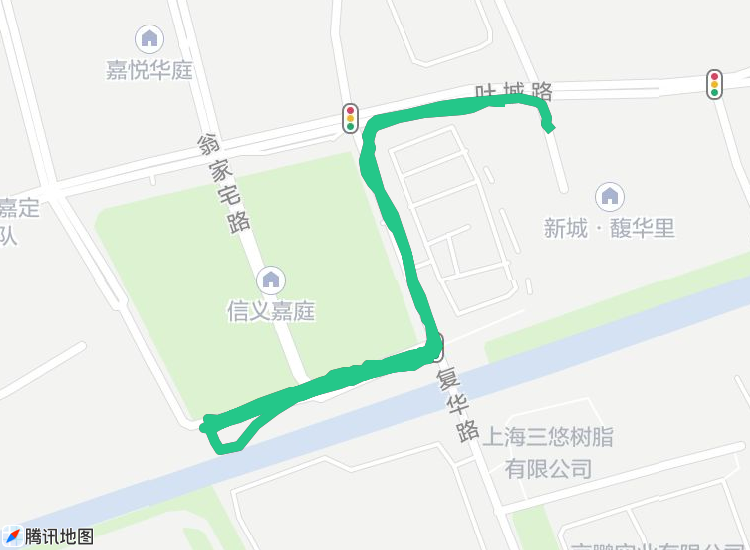 嘉悦华庭
叶城路
翁家宅路
嘉定
队
新城·馥华里
信义嘉庭
复华路
上海三悠树脂
有限公司
腾讯地图